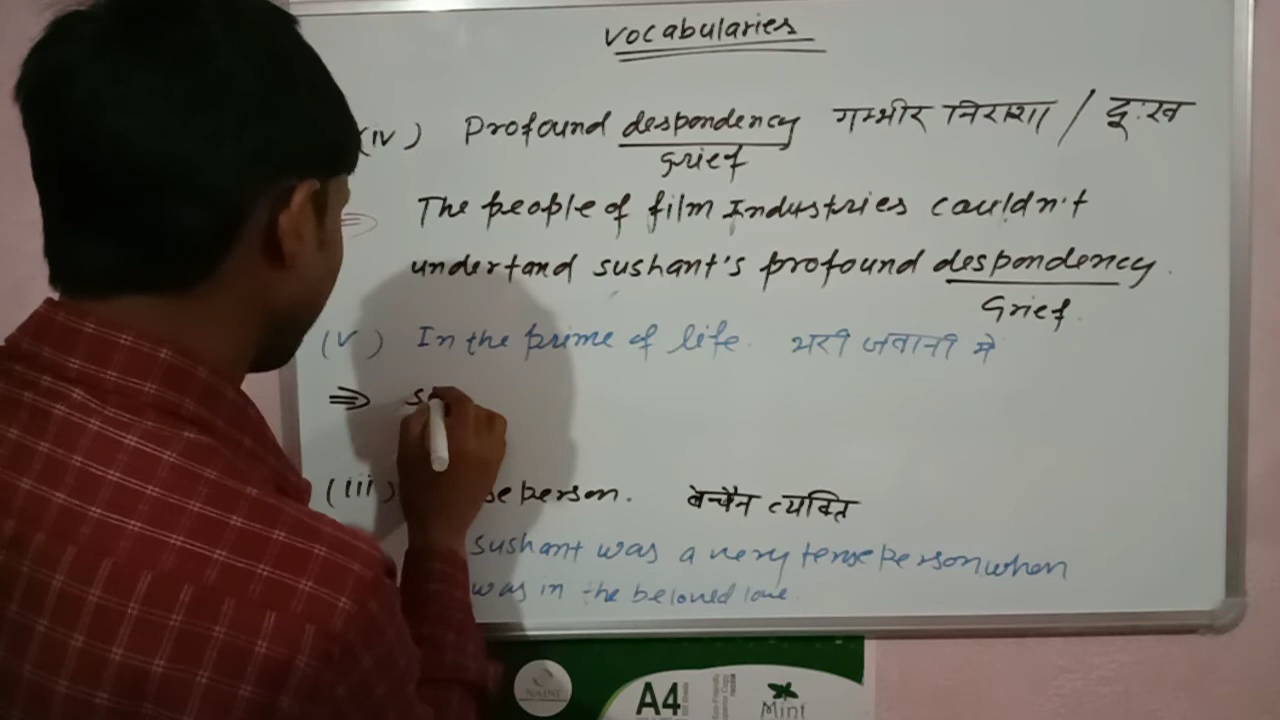 vocabularies
(iv) Profound despondency गम्भीर निराशा / दुःख
grief
⇒ The people of film Industries couldn't
undertand sushant's profound despondency.
Grief.
(v) In the prime of life. भरी जवानी मे
⇒ S
(iii) person. बेचैन व्यक्ति
sushant was a very tense person when
was in the beloved love.
NAINI
A4
Mint